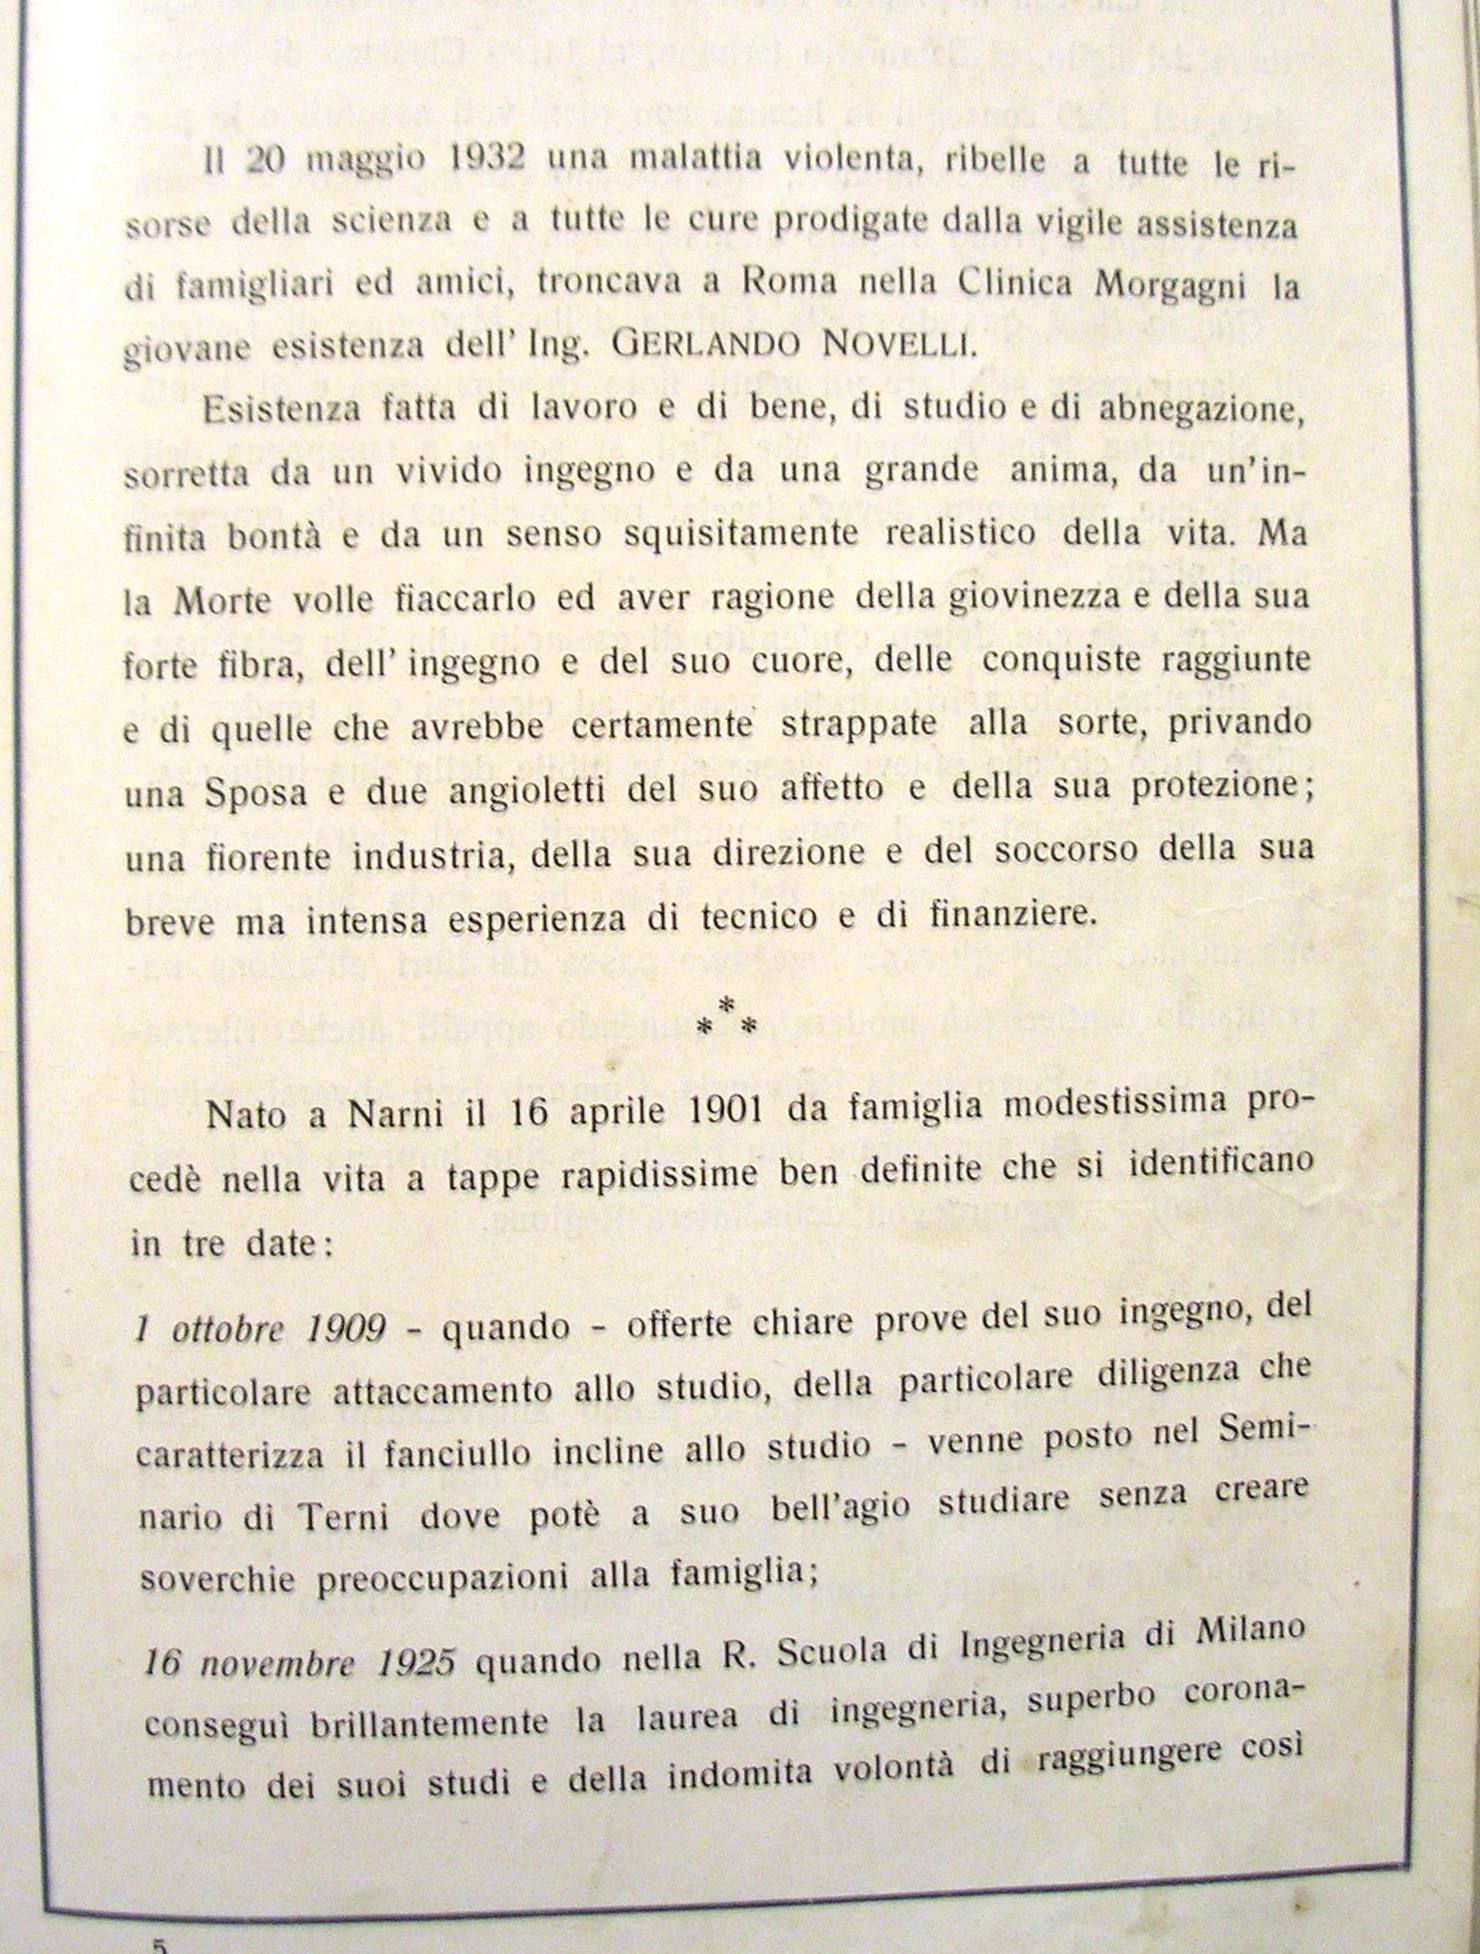 Il 20 maggio 1932 una malattia violenta, ribelle a tutte le ri-
sorse della scienza e a tutte le cure prodigate dalla vigile assistenza
di famigliari ed amici, troncava a Roma nella Clinica Morgagni la
giovane esistenza dell' Ing. GERLANDO NOVELLI.
Esistenza fatta di lavoro e di bene, di studio e di abnegazione,
sorretta da un vivido ingegno e da una grande anima, da un'in-
finita bontà e da un senso squisitamente realistico della vita. Ma
la Morte volle fiaccarlo ed aver ragione della giovinezza e della sua
forte fibra, dell' ingegno e del suo cuore, delle conquiste raggiunte
e di quelle che avrebbe certamente strappate alla sorte, privando
una Sposa e due angioletti del suo affetto e della sua protezione;
una fiorente industria, della sua direzione e del soccorso della sua
breve ma intensa esperienza di tecnico e di finanziere.
*
* *
Nato a Narni il 16 aprile 1901 da famiglia modestissima pro-
cedè nella vita a tappe rapidissime ben definite che si identificano
in tre date:
1 ottobre 1909 - quando - offerte chiare prove del suo ingegno, del
particolare attaccamento allo studio, della particolare diligenza che
caratterizza il fanciullo incline allo studio - venne posto nel Semi-
nario di Terni dove potè a suo bell'agio studiare senza creare
soverchie preoccupazioni alla famiglia;
16 novembre 1925 quando nella R. Scuola di Ingegneria di Milano
conseguì brillantemente la laurea di ingegneria, superbo corona-
mento dei suoi studi e della indomita volontà di raggiungere così
5